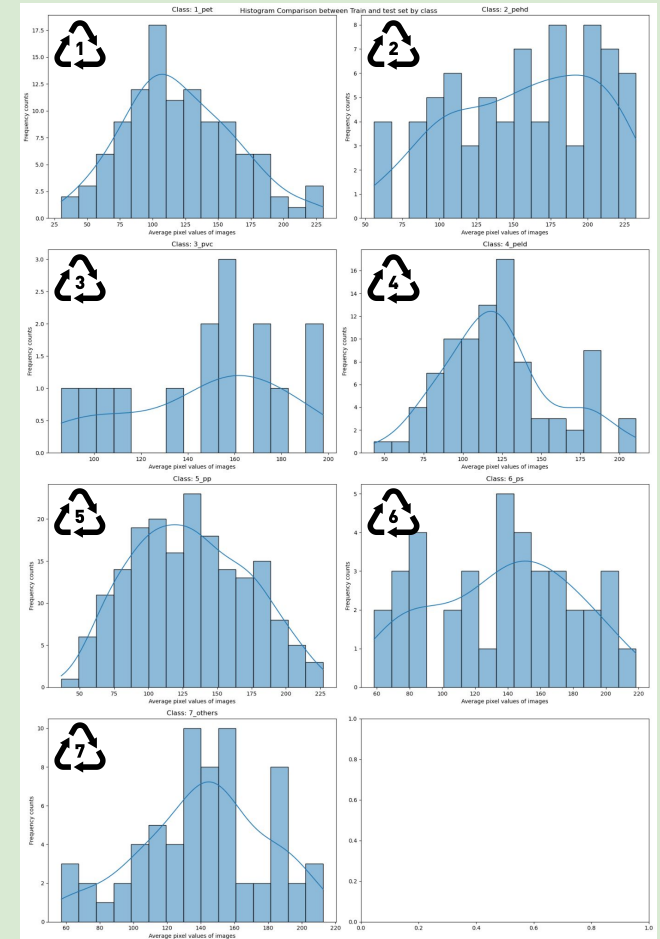 Histogram Comparison between Train and test set by class
Class: 1_pet
1
Frequency counts
17.5
15.0
12.5
10.0
7.5
5.0
2.5
0.0
25 50 75 100 125 150 175 200 225
Average pixel values of images
Class: 2_pehd
2
Frequency counts
8
7
6
5
4
3
2
1
0
50 75 100 125 150 175 200 225
Average pixel values of images
Class: 3_pvc
3
Frequency counts
3.0
2.5
2.0
1.5
1.0
0.5
0.0
100 120 140 160 180 200
Average pixel values of images
Class: 4_peld
4
Frequency counts
16
14
12
10
8
6
4
2
0
50 75 100 125 150 175 200
Average pixel values of images
Class: 5_pp
5
Frequency counts
20
15
10
5
0
50 75 100 125 150 175 200 225
Average pixel values of images
Class: 6_ps
6
Frequency counts
5
4
3
2
1
0
60 80 100 120 140 160 180 200 220
Average pixel values of images
Class: 7_others
7
Frequency counts
10
8
6
4
2
0
60 80 100 120 140 160 180 200 220
Average pixel values of images
1.0
0.8
0.6
0.4
0.2
0.0
0.0 0.2 0.4 0.6 0.8 1.0